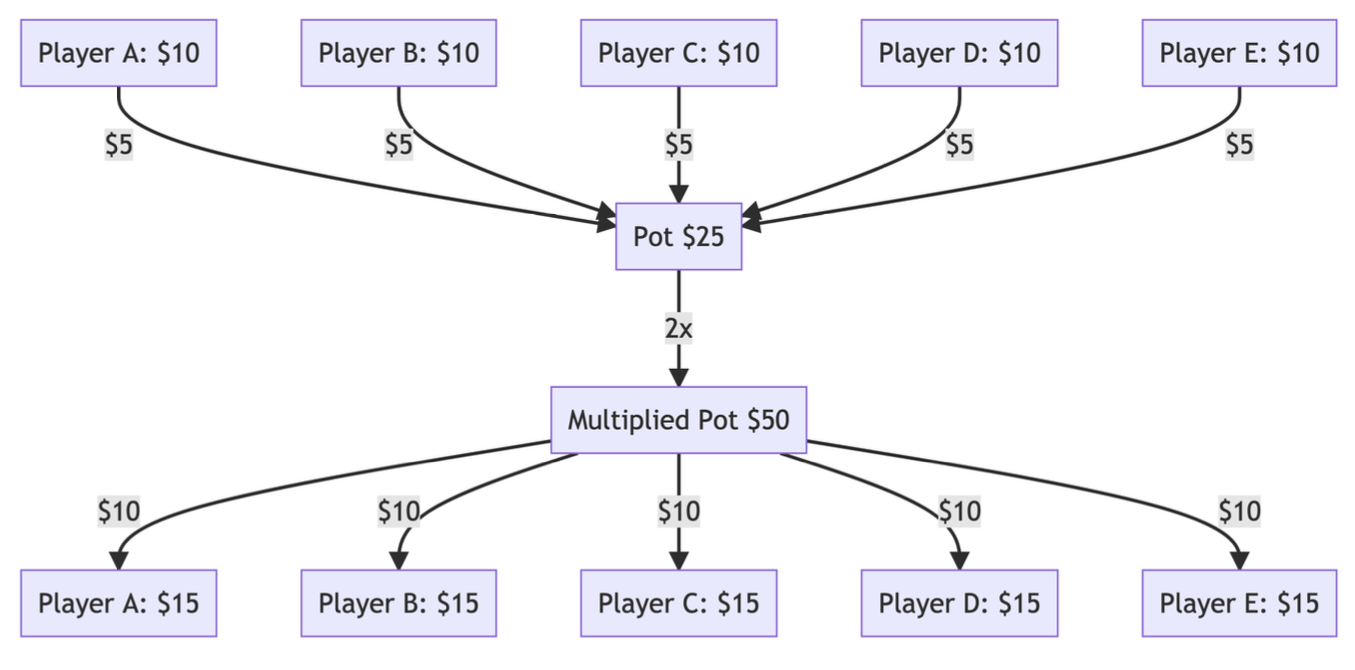 Player A: $10
Player B: $10
Player C: $10
Player D: $10
Player E: $10
$5
$5
$5
$5
$5
Pot $25
2x
Multiplied Pot $50
$10
$10
$10
$10
$10
Player A: $15
Player B: $15
Player C: $15
Player D: $15
Player E: $15